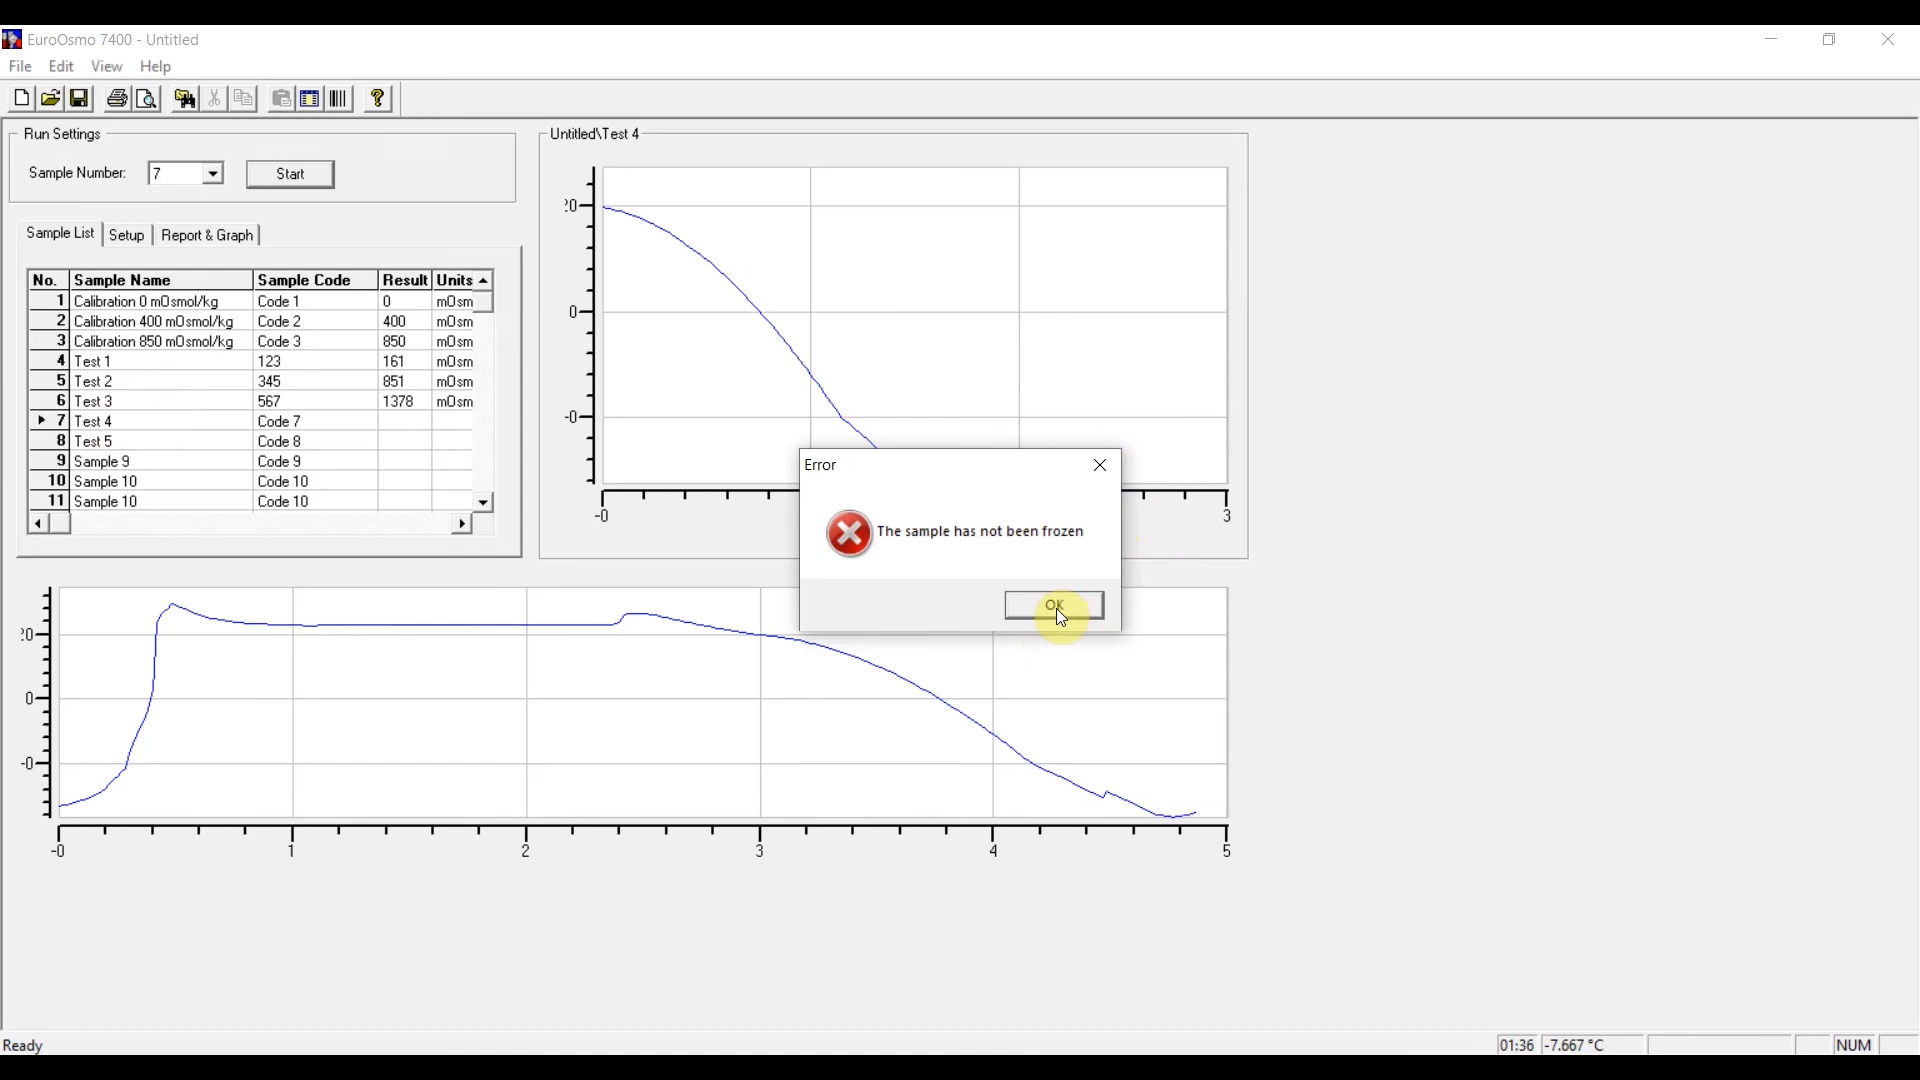 EuroOsmo 7400 - Untitled
File Edit View Help
Run Settings
Sample Number: 7 Start
Sample List Setup Report & Graph
No. Sample Name Sample Code Result Units
1 Calibration 0 mOsmol/kg Code 1 0 mOsm
2 Calibration 400 mOsmol/kg Code 2 400 mOsm
3 Calibration 850 mOsmol/kg Code 3 850 mOsm
4 Test 1 123 161 mOsm
5 Test 2 345 851 mOsm
6 Test 3 567 1378 mOsm
7 Test 4 Code 7
8 Test 5 Code 8
9 Sample 9 Code 9
10 Sample 10 Code 10
11 Sample 10 Code 10
Untitled\Test 4
20
0
-0
-0 3
Error
The sample has not been frozen
OK
20
0
-0
-0 1 2 3 4 5
Ready 01:36 -7.667 °C NUM